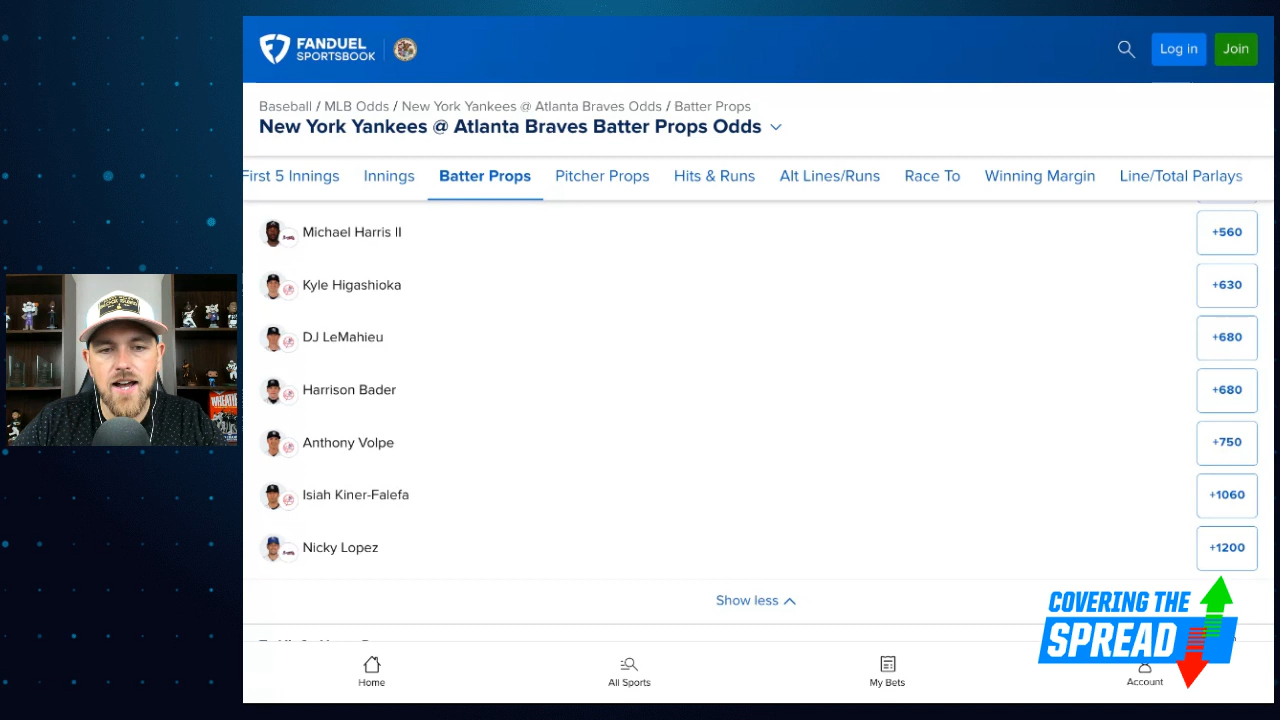 FANDUEL
SPORTSBOOK
Log in
Join
Baseball / MLB Odds / New York Yankees @ Atlanta Braves Odds / Batter Props
New York Yankees @ Atlanta Braves Batter Props Odds
First 5 Innings
Innings
Batter Props
Pitcher Props
Hits & Runs
Alt Lines/Runs
Race To
Winning Margin
Line/Total Parlays
Michael Harris II
+560
Kyle Higashioka
+630
DJ LeMahieu
+680
Harrison Bader
+680
Anthony Volpe
+750
Isiah Kiner-Falefa
+1060
Nicky Lopez
+1200
Show less
COVERING THE
SPREAD
Home
All Sports
My Bets
Account
WHEATIES